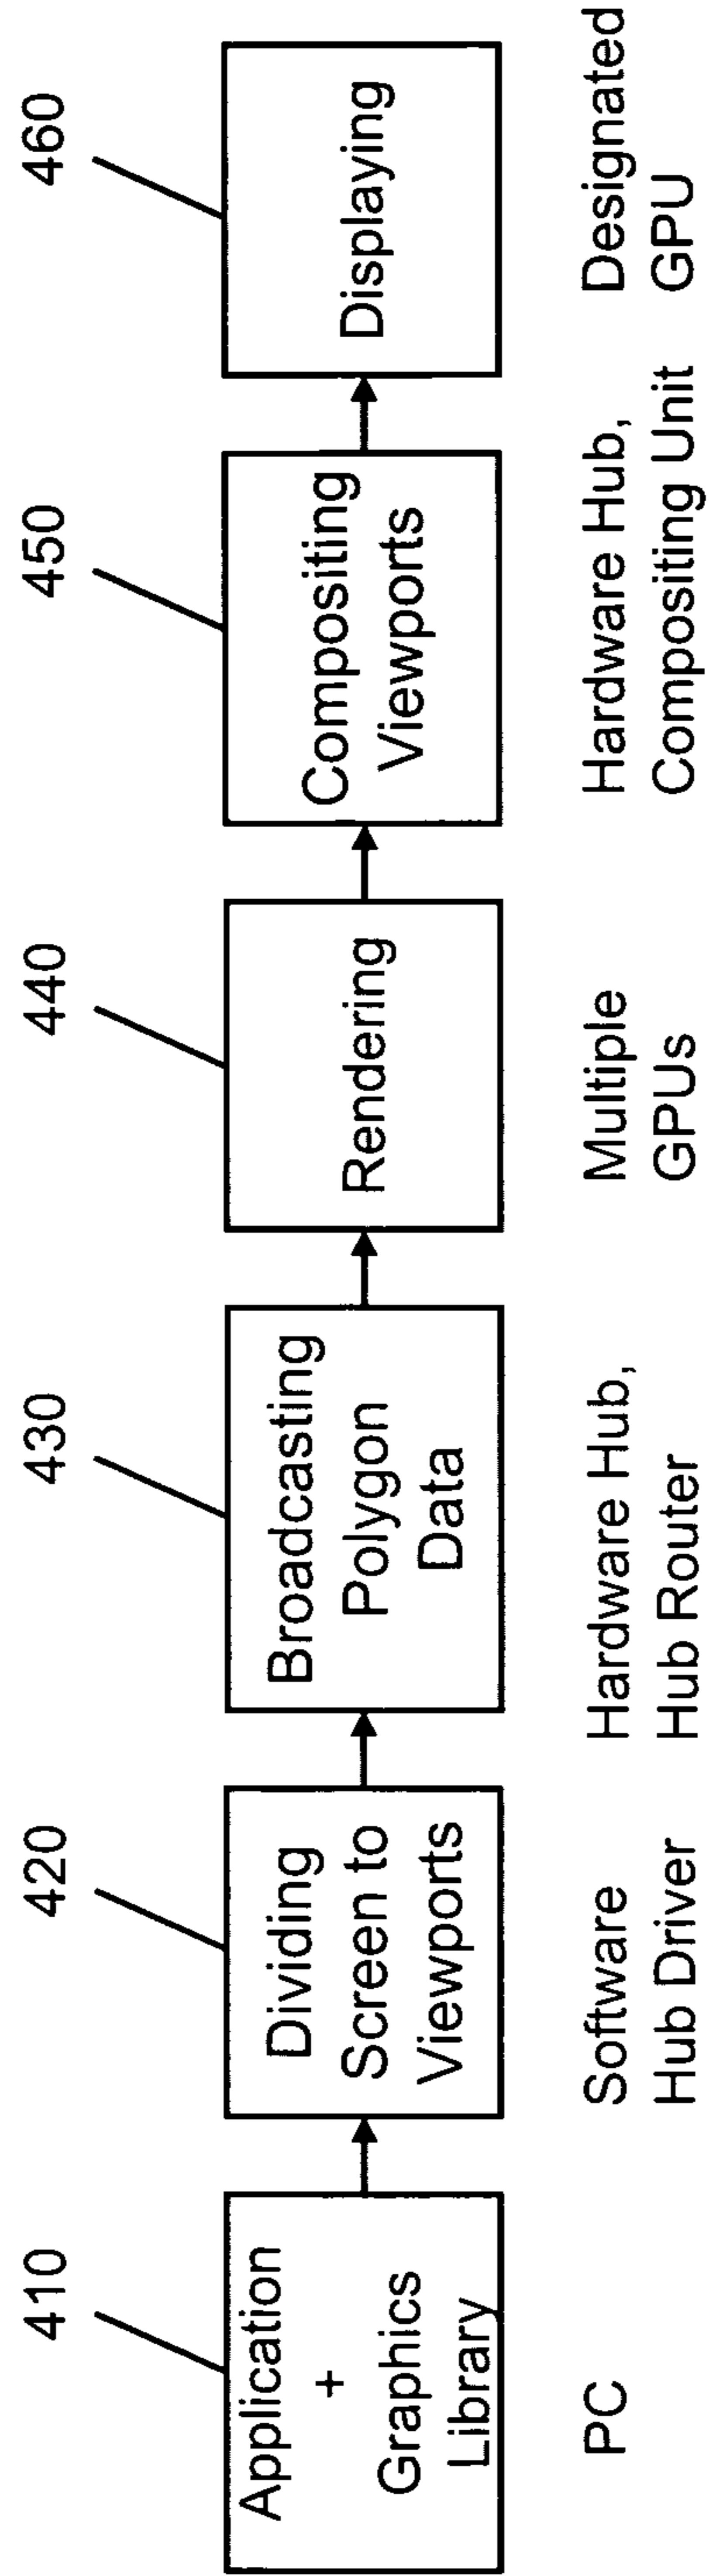 410
Application
+
Graphics
Library
PC
420
Dividing
Screen to
Viewports
Software
Hub Driver
430
Broadcasting
Polygon
Data
Hardware Hub,
Hub Router
440
Rendering
Multiple
GPUs
450
Compositing
Viewports
Hardware Hub,
Compositing Unit
460
Displaying
Designated
GPU